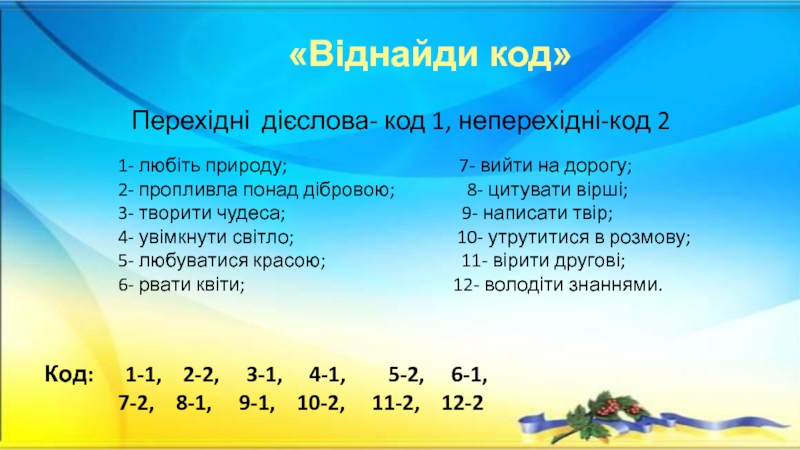 «Віднайди код»
Перехідні дієслова- код 1, неперехідні-код 2
1- любіть природу;
2- пропливла понад дібровою;
3- творити чудеса;
4- увімкнути світло;
5- любуватися красою;
6- рвати квіти;
7- вийти на дорогу;
8- цитувати вірші;
9- написати твір;
10- утрутитися в розмову;
11- вірити другові;
12- володіти знаннями.
Код: 1-1, 2-2, 3-1, 4-1, 5-2, 6-1,
7-2, 8-1, 9-1, 10-2, 11-2, 12-2